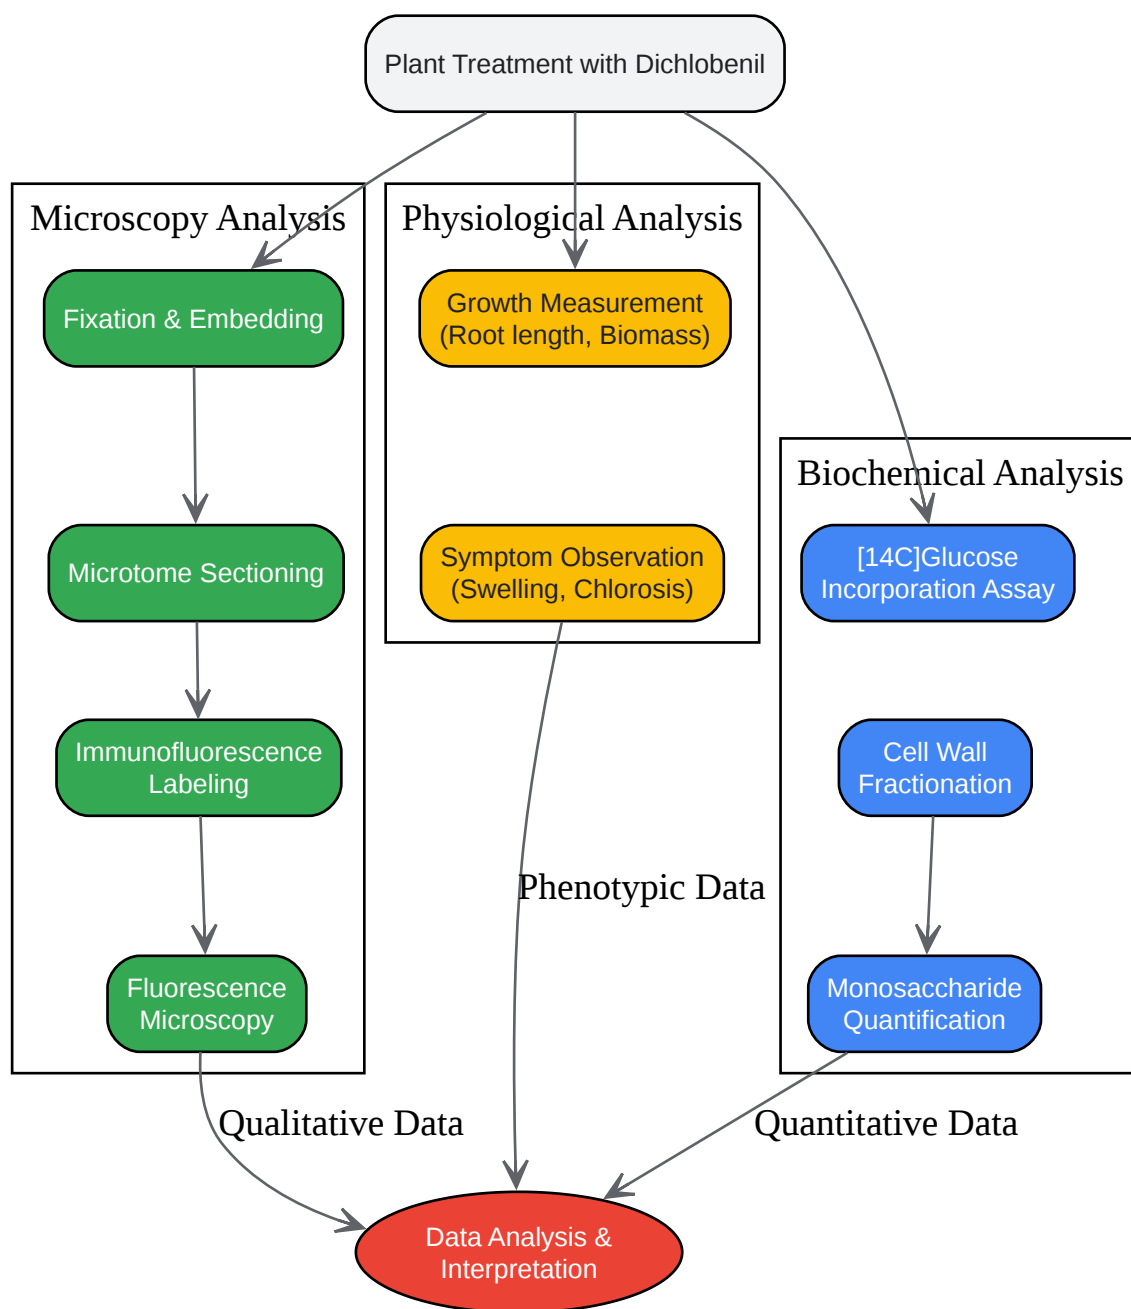 Plant Treatment with Dichlobenil
Microscopy Analysis
Fixation & Embedding
Microtome Sectioning
Immunofluorescence
Labeling
Fluorescence
Microscopy
Physiological Analysis
Growth Measurement
(Root length, Biomass)
Symptom Observation
(Swelling, Chlorosis)
Biochemical Analysis
[14C]Glucose
Incorporation Assay
Cell Wall
Fractionation
Monosaccharide
Quantification
Phenotypic Data
Qualitative Data
Quantitative Data
Data Analysis &
Interpretation